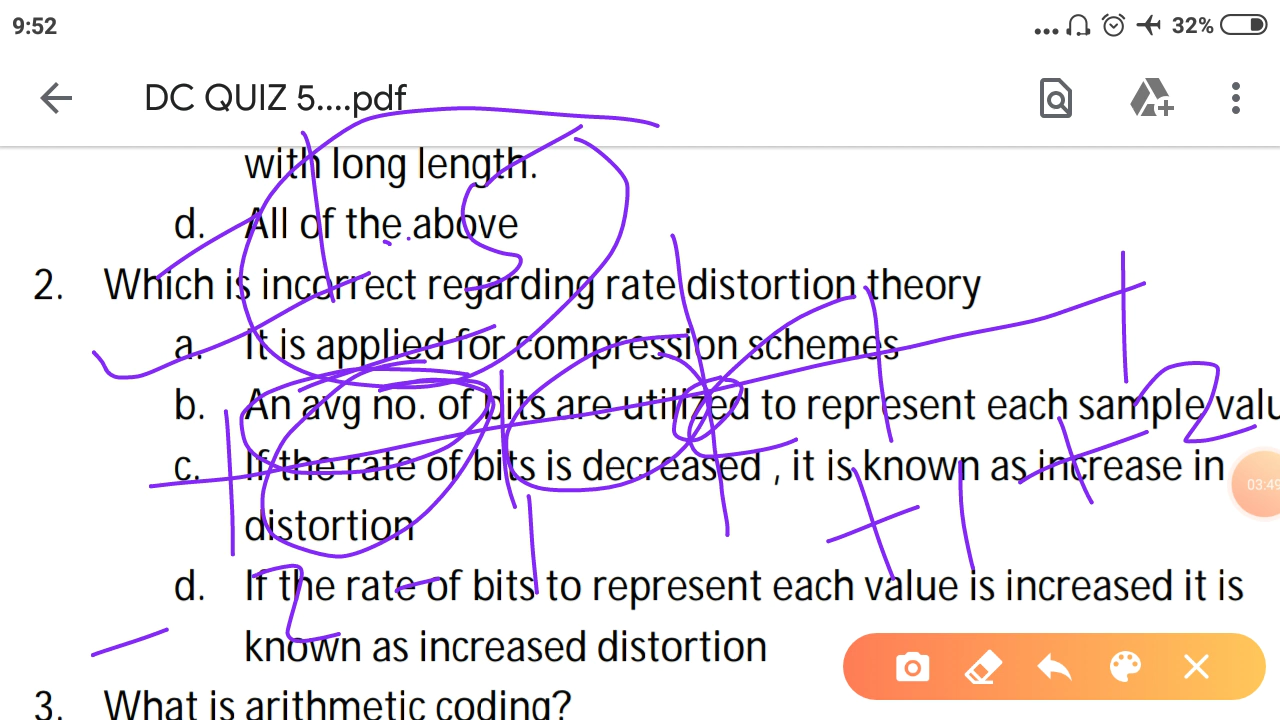 9:52
32%
DC QUIZ 5....pdf
with long length.
d. All of the above
2. Which is incorrect regarding rate distortion theory
a. It is applied for compression schemes
b. An avg no. of bits are utilized to represent each sample valu
c. If the rate of bits is decreased , it is known as increase in
distortion
03:49
d. If the rate of bits to represent each value is increased it is
known as increased distortion
3. What is arithmetic coding?